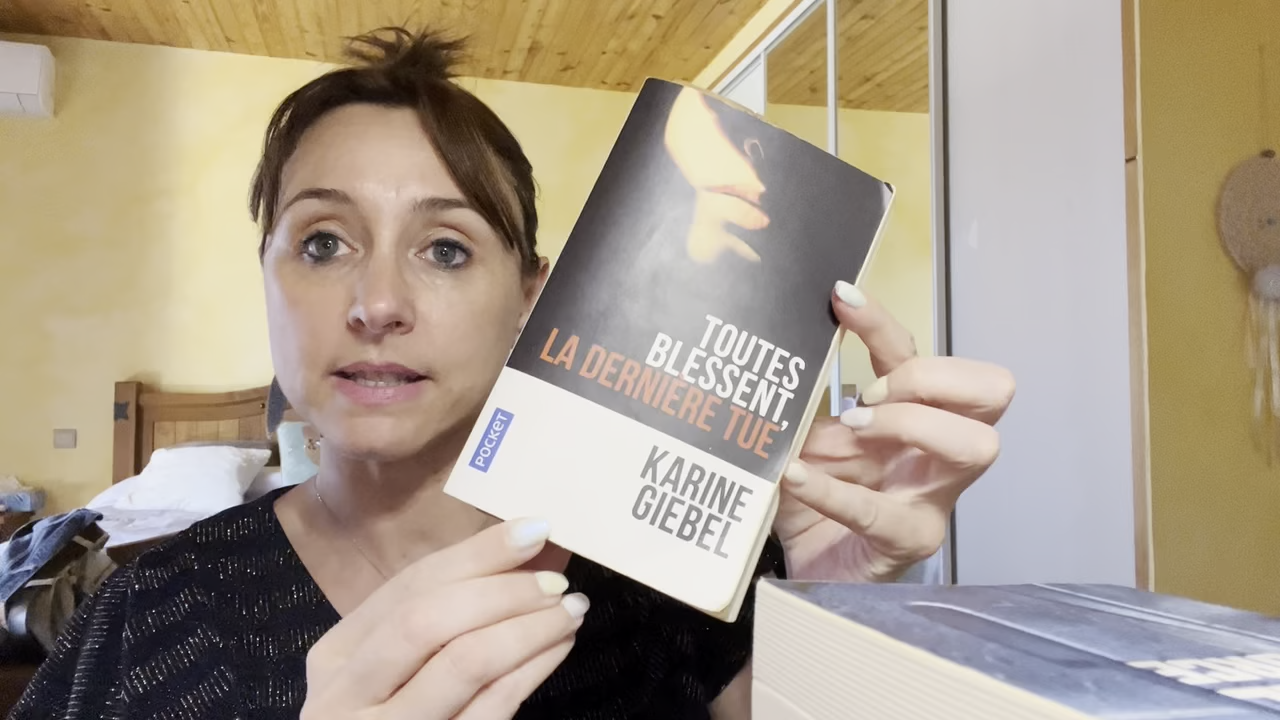 TOUTES
BLESSENT,
LA DERNIÈRE TUE
POCKET
KARINE
GIEBEL